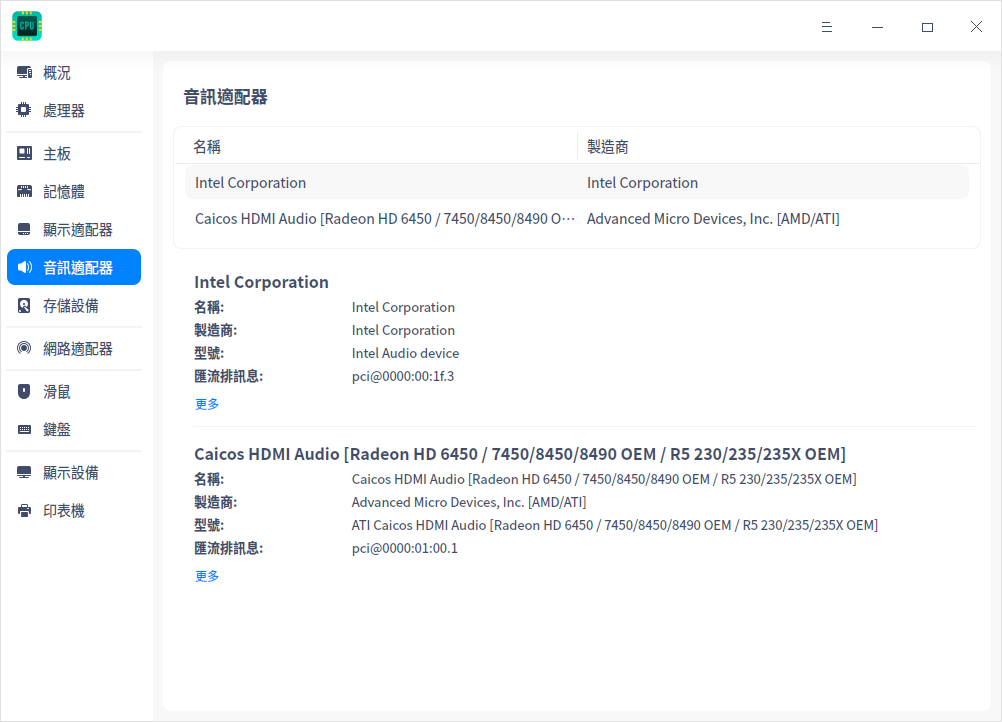 CPU
概況
處理器
主板
記憶體
顯示適配器
音訊適配器
存儲設備
網路適配器
滑鼠
鍵盤
顯示設備
印表機
音訊適配器
名稱 製造商
Intel Corporation Intel Corporation
Caicos HDMI Audio [Radeon HD 6450 / 7450/8450/8490 O… Advanced Micro Devices, Inc. [AMD/ATI]
Intel Corporation
名稱: Intel Corporation
製造商: Intel Corporation
型號: Intel Audio device
匯流排訊息: pci@0000:00:1f.3
更多
Caicos HDMI Audio [Radeon HD 6450 / 7450/8450/8490 OEM / R5 230/235/235X OEM]
名稱: Caicos HDMI Audio [Radeon HD 6450 / 7450/8450/8490 OEM / R5 230/235/235X OEM]
製造商: Advanced Micro Devices, Inc. [AMD/ATI]
型號: ATI Caicos HDMI Audio [Radeon HD 6450 / 7450/8450/8490 OEM / R5 230/235/235X OEM]
匯流排訊息: pci@0000:01:00.1
更多